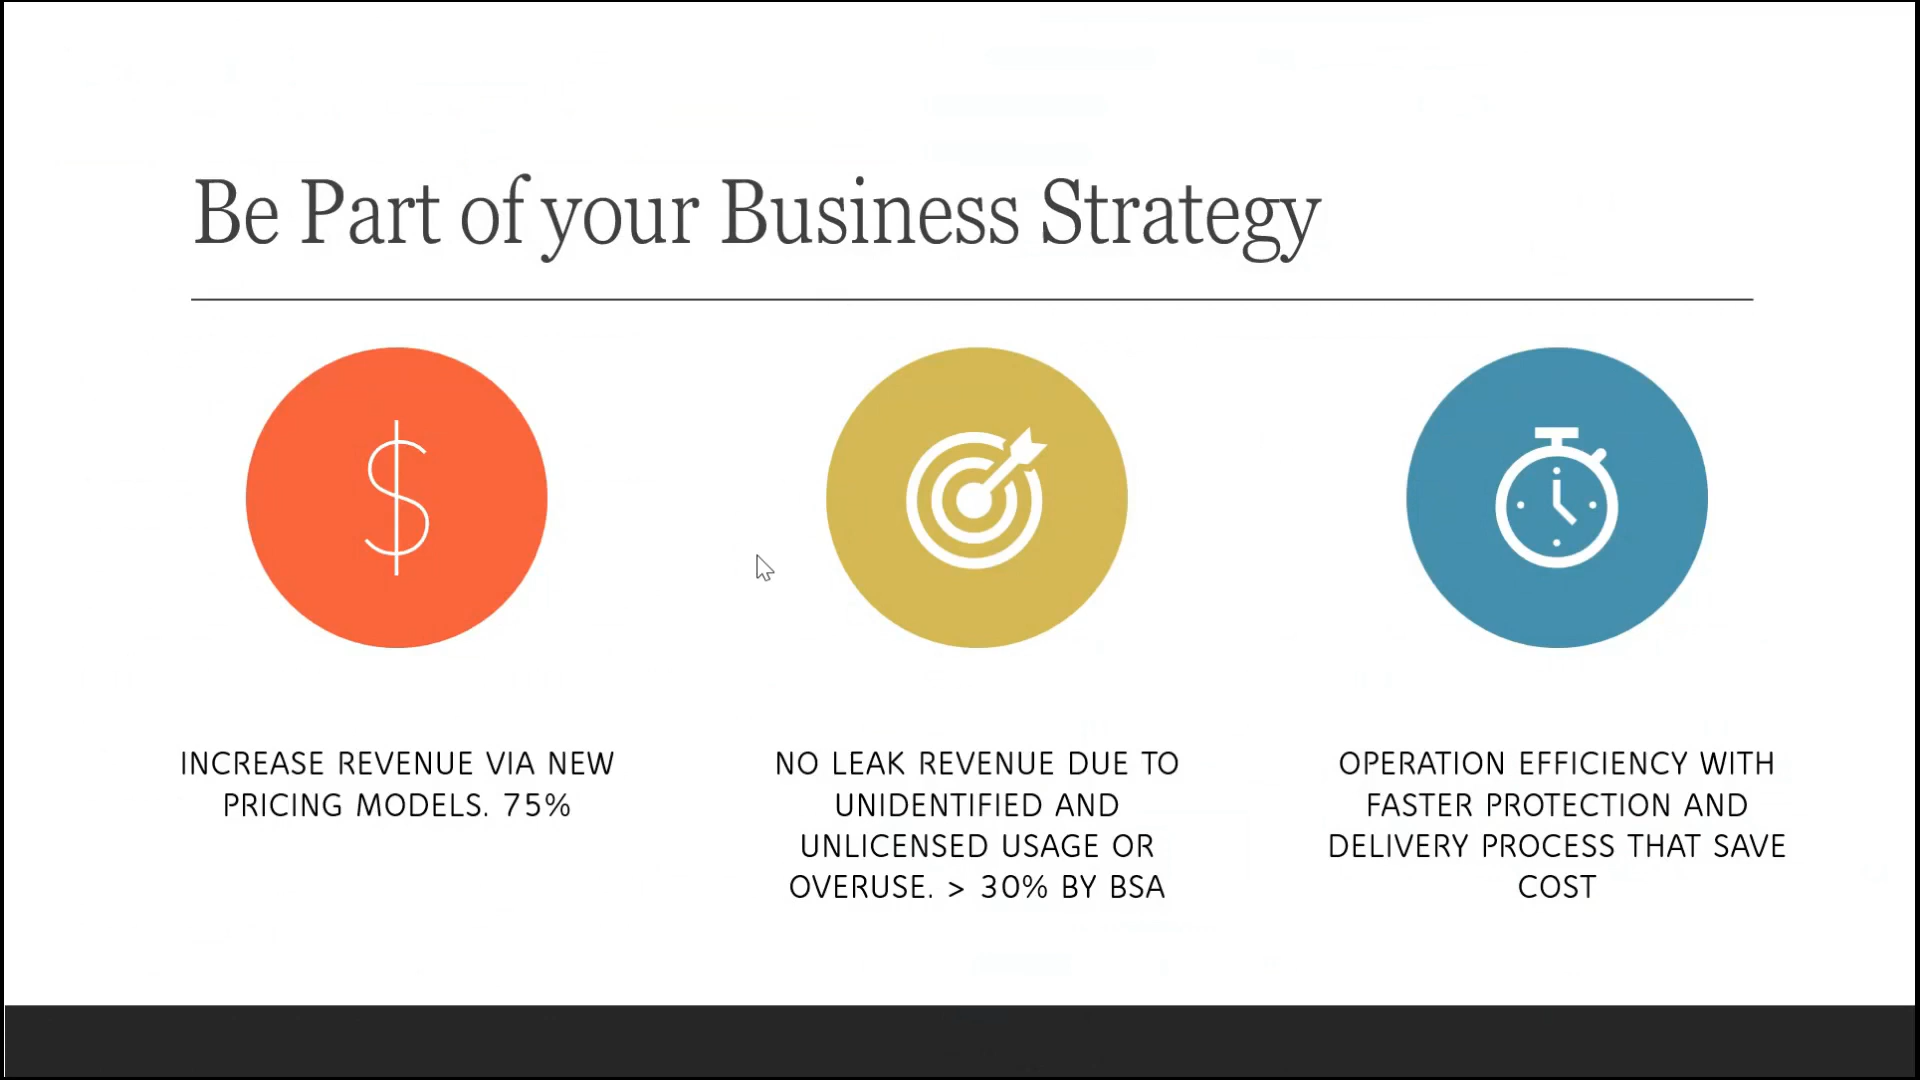 Be Part of your Business Strategy
INCREASE REVENUE VIA NEW
PRICING MODELS. 75%
NO LEAK REVENUE DUE TO
UNIDENTIFIED AND
UNLICENSED USAGE OR
OVERUSE. > 30% BY BSA
OPERATION EFFICIENCY WITH
FASTER PROTECTION AND
DELIVERY PROCESS THAT SAVE
COST